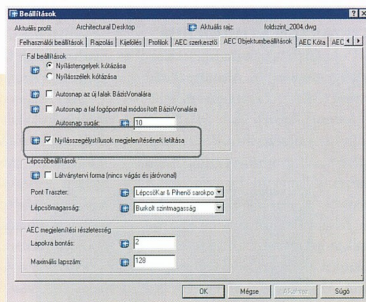 Beállítások
Aktuális profil: Architectural Desktop Aktuális rajz: foldszint_2004.dwg
Felhasználói beállítások Rajzolás Kijelölés Profilok AEC szerkesztő AEC Objektumbeállítások AEC Kóta AEC
Fal beállítások
Nyílástengelyek kótázása
Nyílásszélek kótázása
Autosnap az új falak BázisVonalára
Autosnap a fal fogóponttal módosított BázisVonalára
Autosnap sugár: 10
Nyílászegélystílusok megjelenítésének letiltása
Lépcsőbeállítások
Látványtervi forma (nincs vágás és járóvonal)
Pont Traszter: LépcsőKar & Pihenő sarokpo
Lépcsőmagasság: Burkolt szintmagasság
AEC megjelenítési részletesség
Lapokra bontás: 2
Maximális lapszám: 128
OK Mégse Súgó